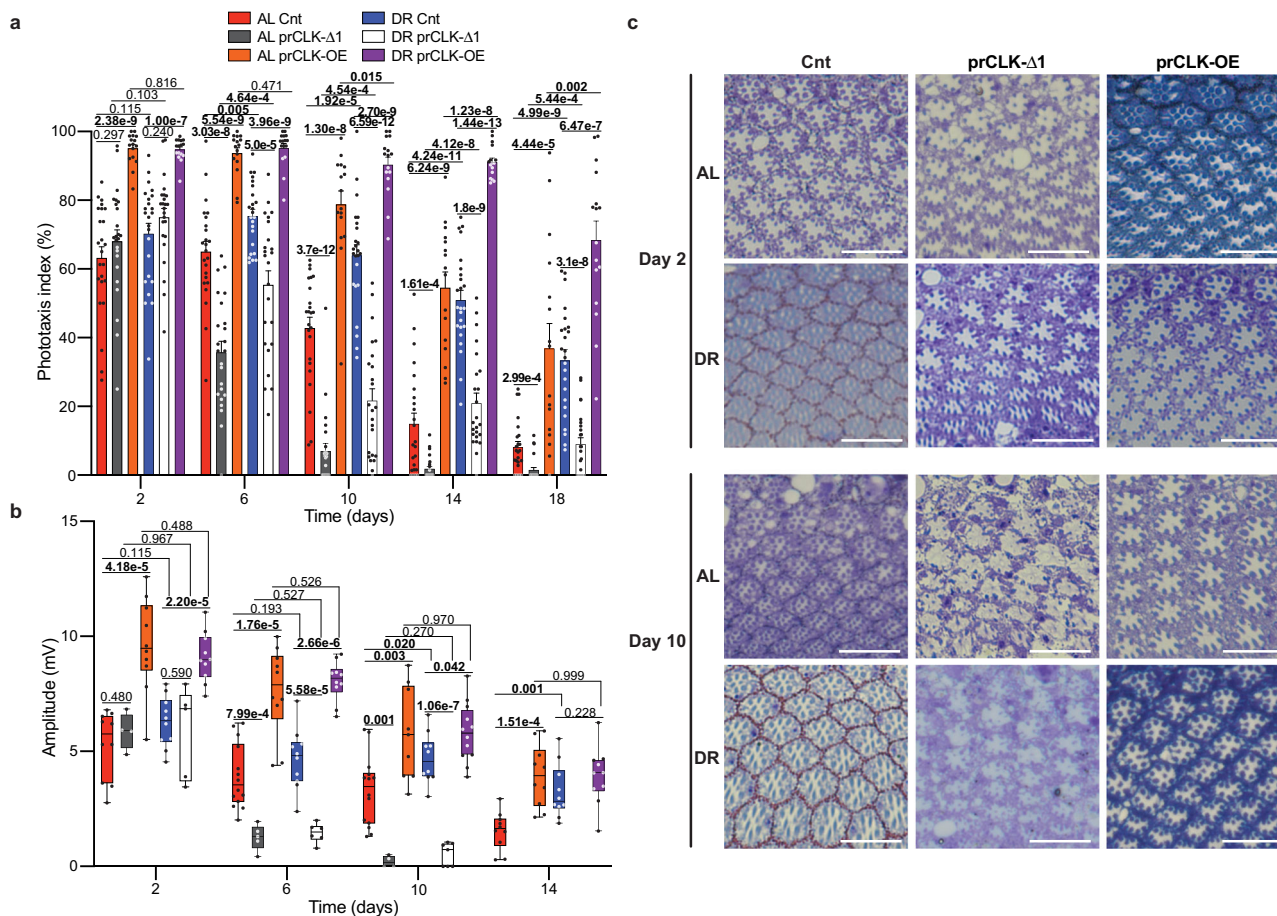 a
AL Cnt DR Cnt
AL prCLK-Δ1 DR prCLK-Δ1
AL prCLK-OE DR prCLK-OE
Phototaxis index (%)
100
80
60
40
20
0
0.816
0.103
0.115
2.38e-9 1.00e-7
0.297 0.240
0.471
4.64e-4
0.005
5.54e-9 3.96e-9
3.03e-8 5.0e-5
0.015
4.54e-4
1.92e-5 2.70e-9
1.30e-8 6.59e-12
3.7e-12
1.23e-8
1.44e-13
4.12e-8
4.24e-11
6.24e-9
1.8e-9
1.61e-4
0.002
5.44e-4
4.99e-9 6.47e-7
4.44e-5
3.1e-8
2.99e-4
2 6 10 14 18
Time (days)
b
Amplitude (mV)
15
10
5
0
0.488
0.967
0.115
4.18e-5 2.20e-5
0.480 0.590
0.526
0.527
0.193
1.76e-5 2.66e-6
7.99e-4 5.58e-5
0.970
0.270
0.020
0.003 0.042
0.001 1.06e-7
0.999
0.001
1.51e-4 0.228
2 6 10 14
Time (days)
c
Cnt prCLK-Δ1 prCLK-OE
AL
Day 2
DR
AL
Day 10
DR